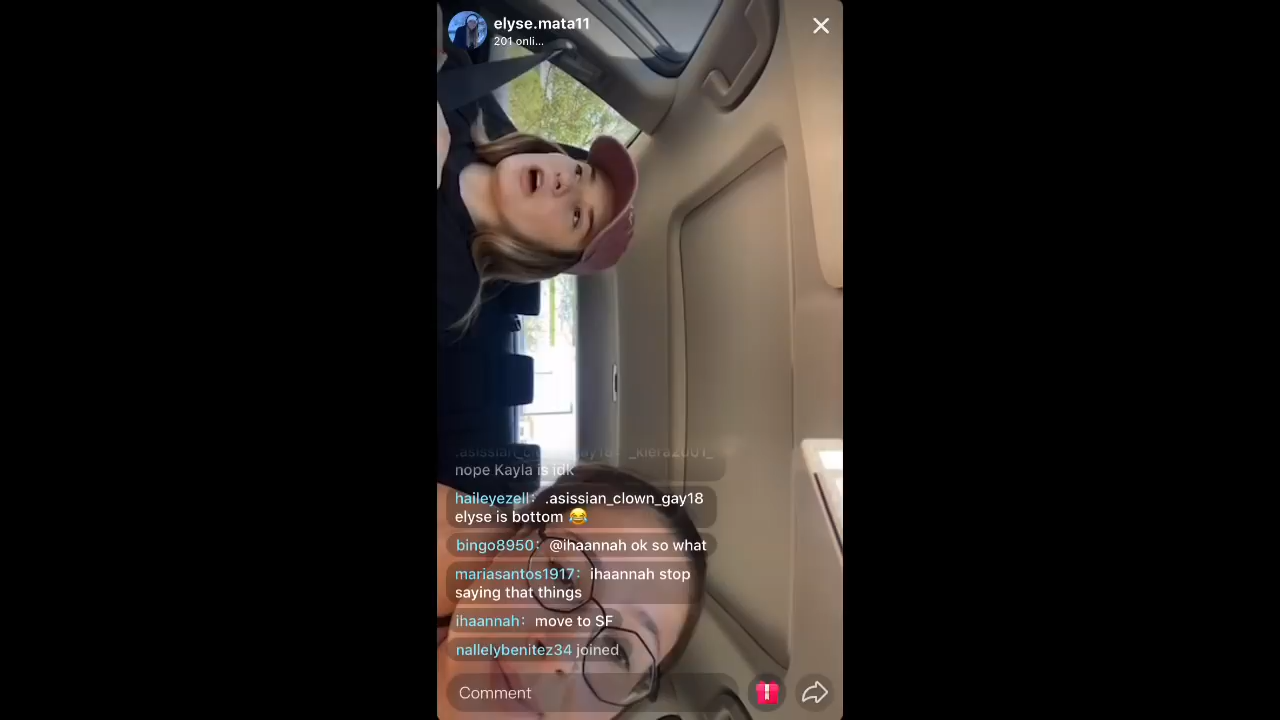 elyse.mata11
201 onli...
nope Kayla is idk
haileyezell: .asissian_clown_gay18
elyse is bottom 😂
bingo8950: @ihaannah ok so what
mariasantos1917: ihaannah stop
saying that things
ihaannah: move to SF
nallelybenitez34 joined
Comment